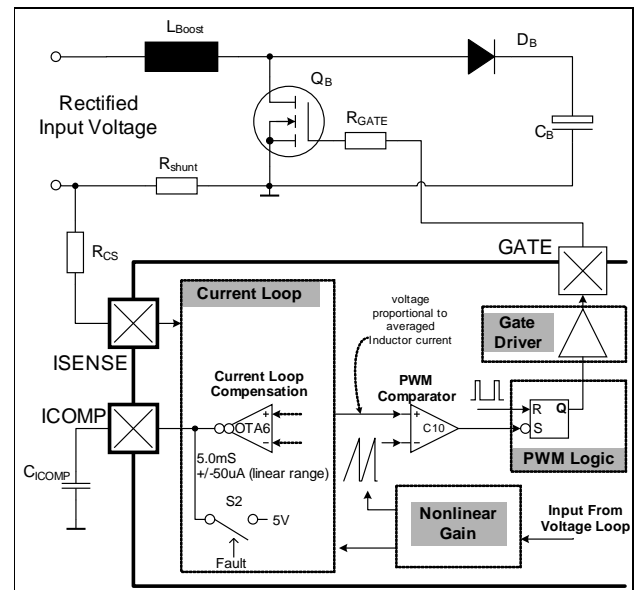 LBoost
DB
QB
Rectified
Input Voltage
RGATE
CB
Rshunt
RCS
GATE
Current Loop
voltage
proportional to
averaged
Inductor current
Gate
Driver
ISENSE
Current Loop
Compensation
PWM
Comparator
ICOMP
OTA6
+
-
+
-
C10
R
Q
S
PWM Logic
5.0mS
+/-50uA (linear range)
CICOMP
S2
5V
Fault
Nonlinear
Gain
Input From
Voltage Loop